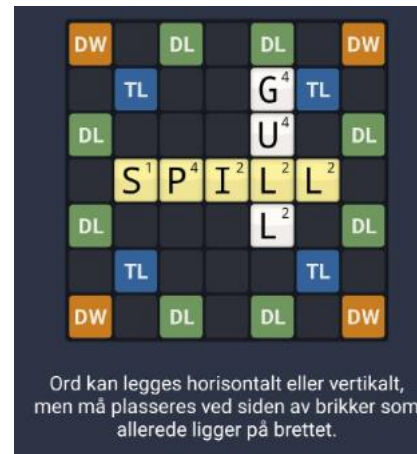 DW DL DL DW
TL G4 TL
DL U4 DL
S1 P4 I2 L2 L2
DL L2 DL
TL TL
DW DL DL DW
Ord kan legges horisontalt eller vertikalt,
men må plasseres ved siden av brikker som
allerede ligger på brettet.